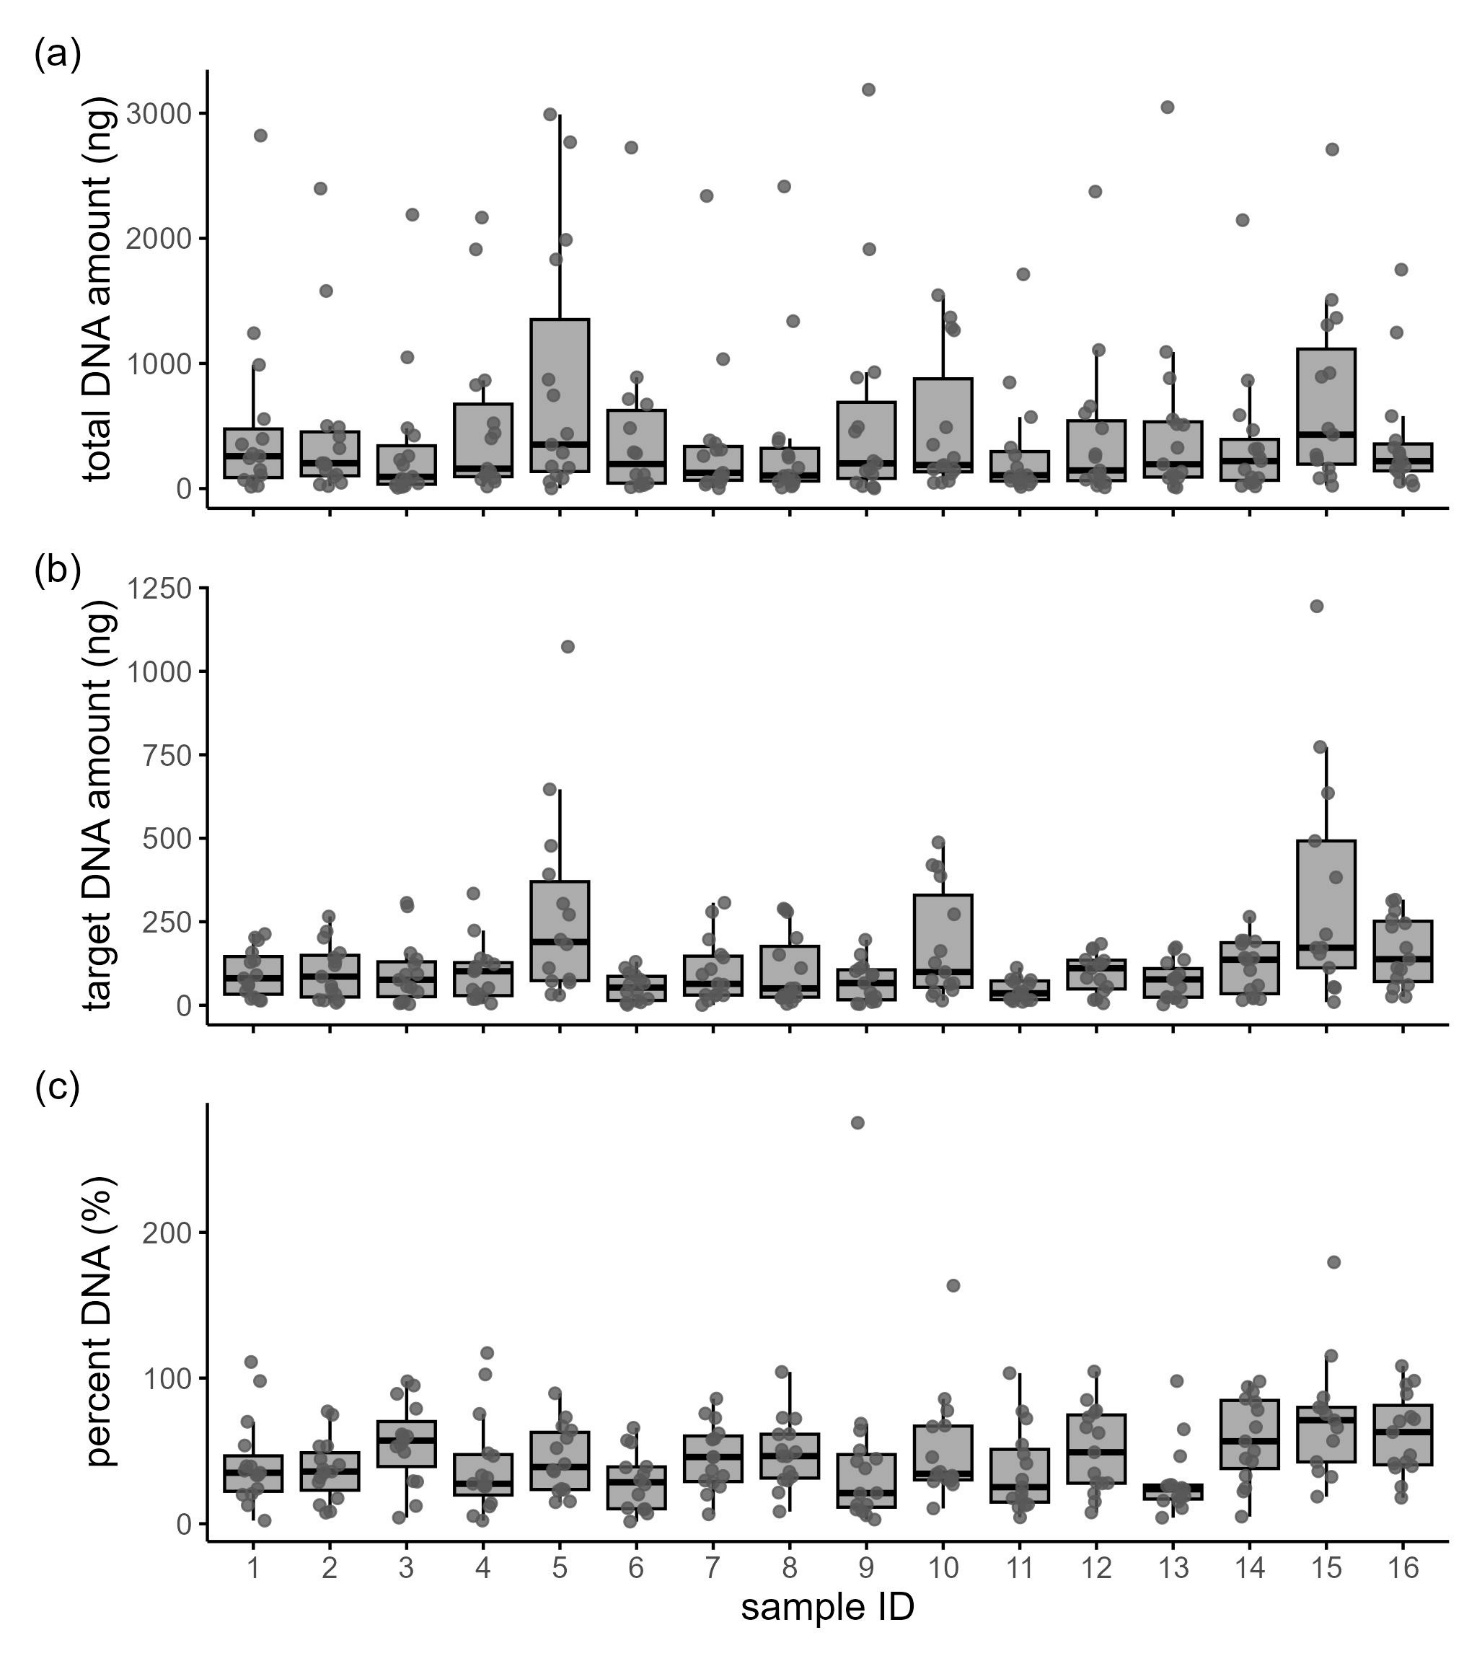 (a)
total DNA amount (ng)
3000
2000
1000
0
(b)
target DNA amount (ng)
1250
1000
750
500
250
0
(c)
percent DNA (%)
200
100
0
1 2 3 4 5 6 7 8 9 10 11 12 13 14 15 16
sample ID